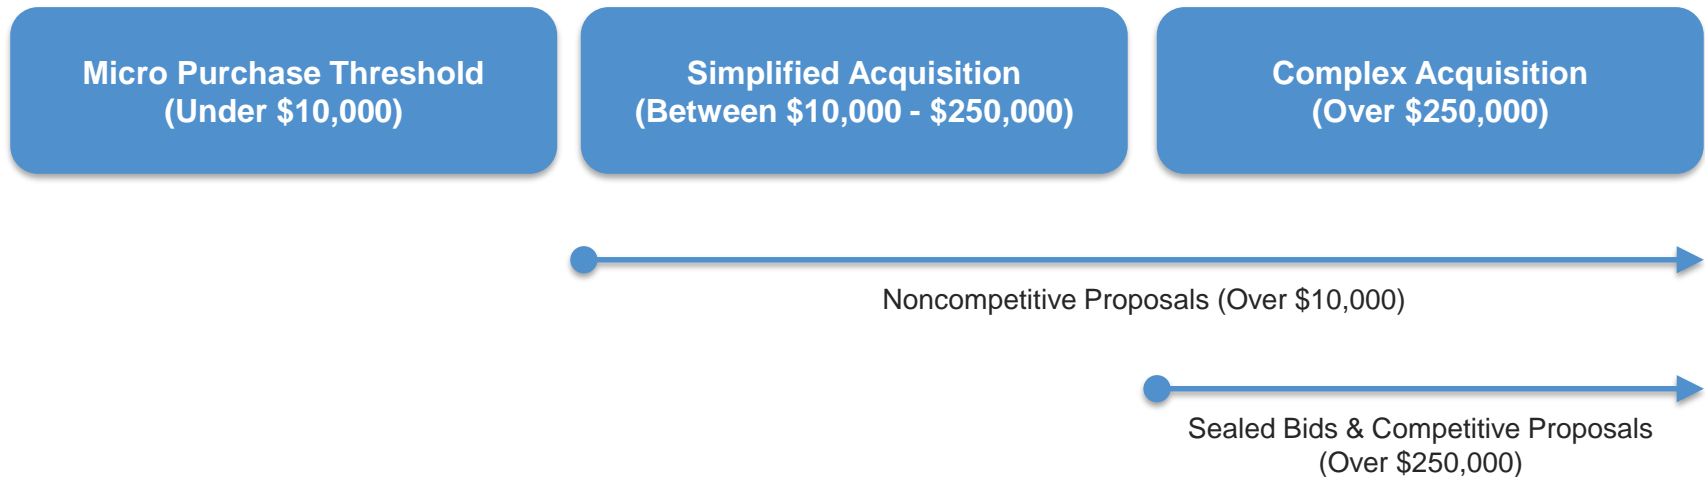 Micro Purchase Threshold
(Under $10,000)
Simplified Acquisition
(Between $10,000 - $250,000)
Complex Acquisition
(Over $250,000)
Noncompetitive Proposals (Over $10,000)
Sealed Bids & Competitive Proposals
(Over $250,000)